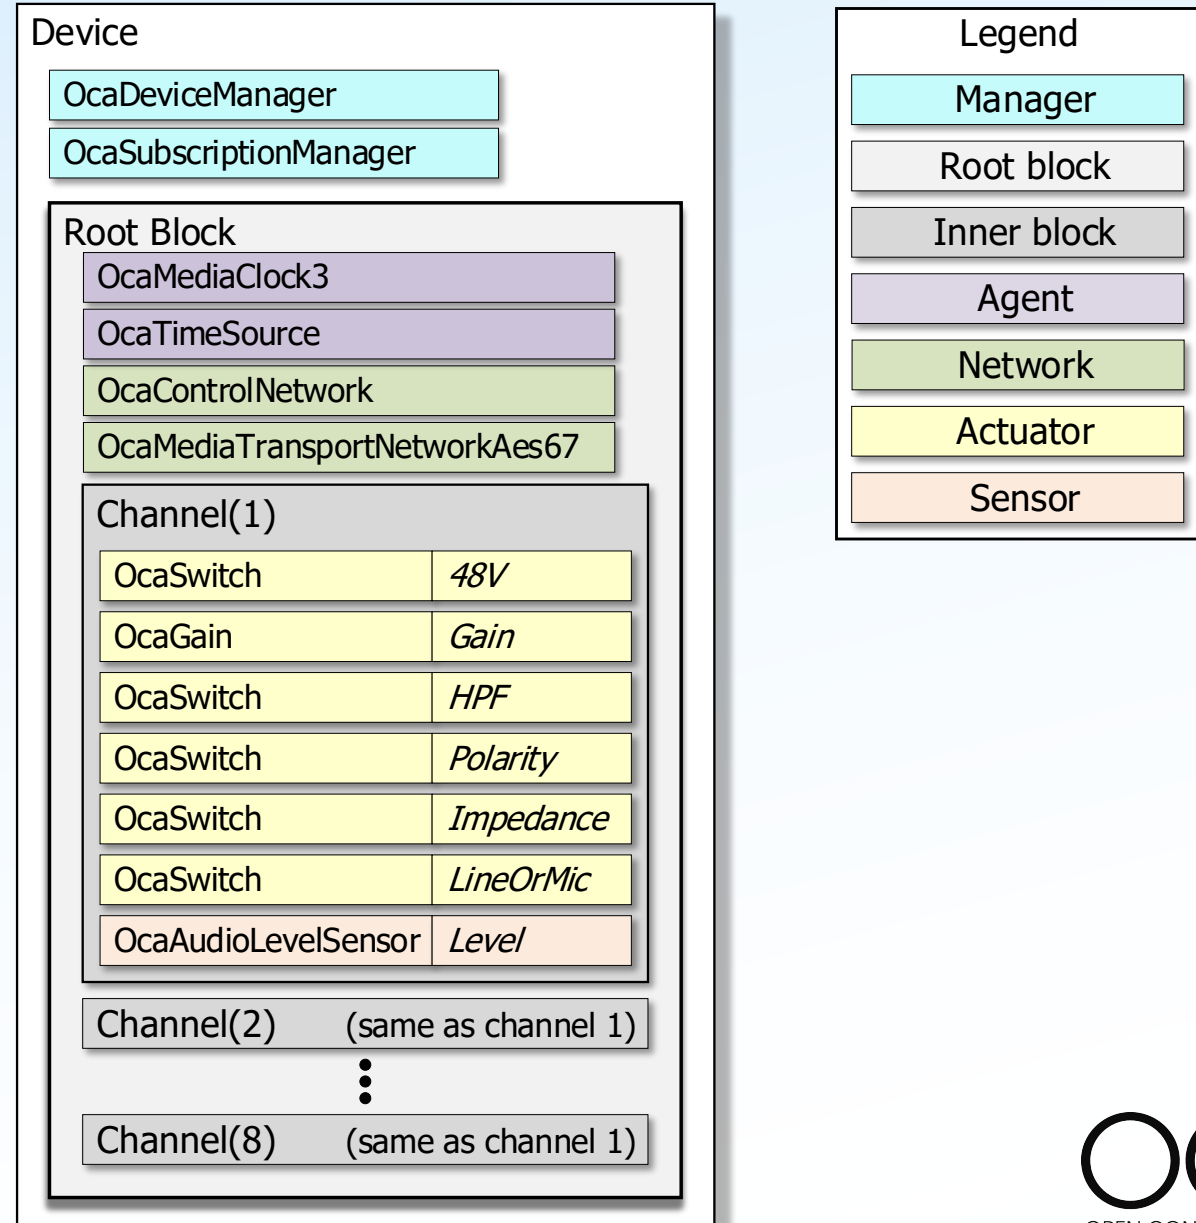 Device
OcaDeviceManager
OcaSubscriptionManager
Root Block
OcaMediaClock3
OcaTimeSource
OcaControlNetwork
OcaMediaTransportNetworkAes67
Channel(1)
OcaSwitch 48V
OcaGain Gain
OcaSwitch HPF
OcaSwitch Polarity
OcaSwitch Impedance
OcaSwitch LineOrMic
OcaAudioLevelSensor Level
Channel(2) (same as channel 1)
Channel(8) (same as channel 1)
Legend
Manager
Root block
Inner block
Agent
Network
Actuator
Sensor